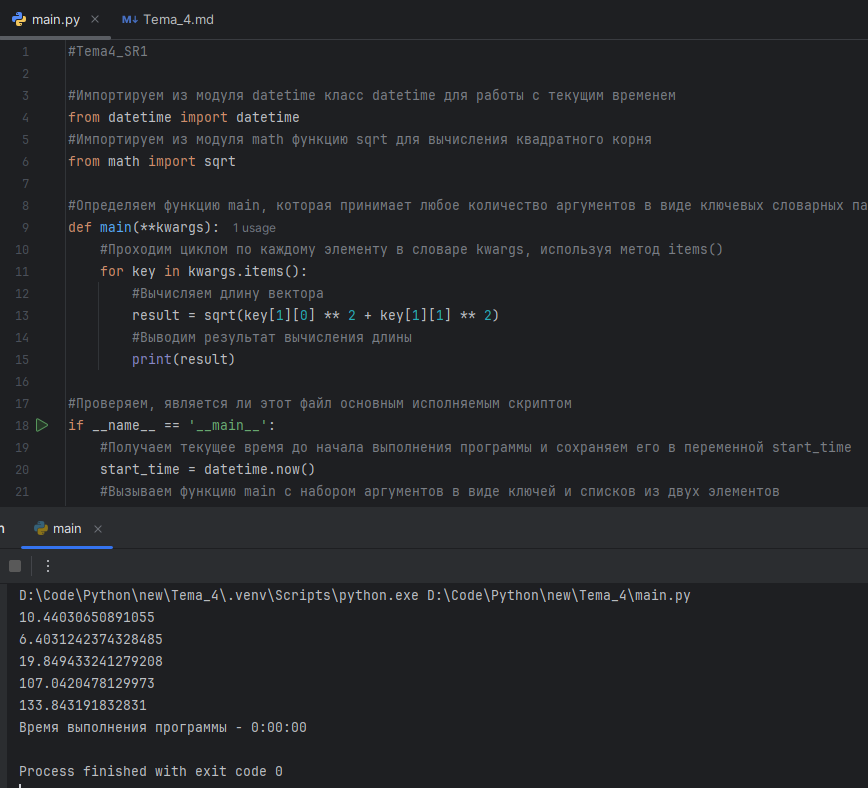 main.py
M↓ Tema_4.md
1 #Tema4_SR1
2
3 #Импортируем из модуля datetime класс datetime для работы с текущим временем
4 from datetime import datetime
5 #Импортируем из модуля math функцию sqrt для вычисления квадратного корня
6 from math import sqrt
7
8 #Определяем функцию main, которая принимает любое количество аргументов в виде ключевых словарных па
9 def main(**kwargs): 1 usage
10 #Проходим циклом по каждому элементу в словаре kwargs, используя метод items()
11 for key in kwargs.items():
12 #Вычисляем длину вектора
13 result = sqrt(key[1][0] ** 2 + key[1][1] ** 2)
14 #Выводим результат вычисления длины
15 print(result)
16
17 #Проверяем, является ли этот файл основным исполняемым скриптом
18 if __name__ == '__main__':
19 #Получаем текущее время до начала выполнения программы и сохраняем его в переменной start_time
20 start_time = datetime.now()
21 #Вызываем функцию main с набором аргументов в виде ключей и списков из двух элементов
n
main
D:\Code\Python\new\Tema_4\.venv\Scripts\python.exe D:\Code\Python\new\Tema_4\main.py
10.44030650891055
6.4031242374328485
19.849433241279208
107.0420478129973
133.843191832831
Время выполнения программы - 0:00:00
Process finished with exit code 0